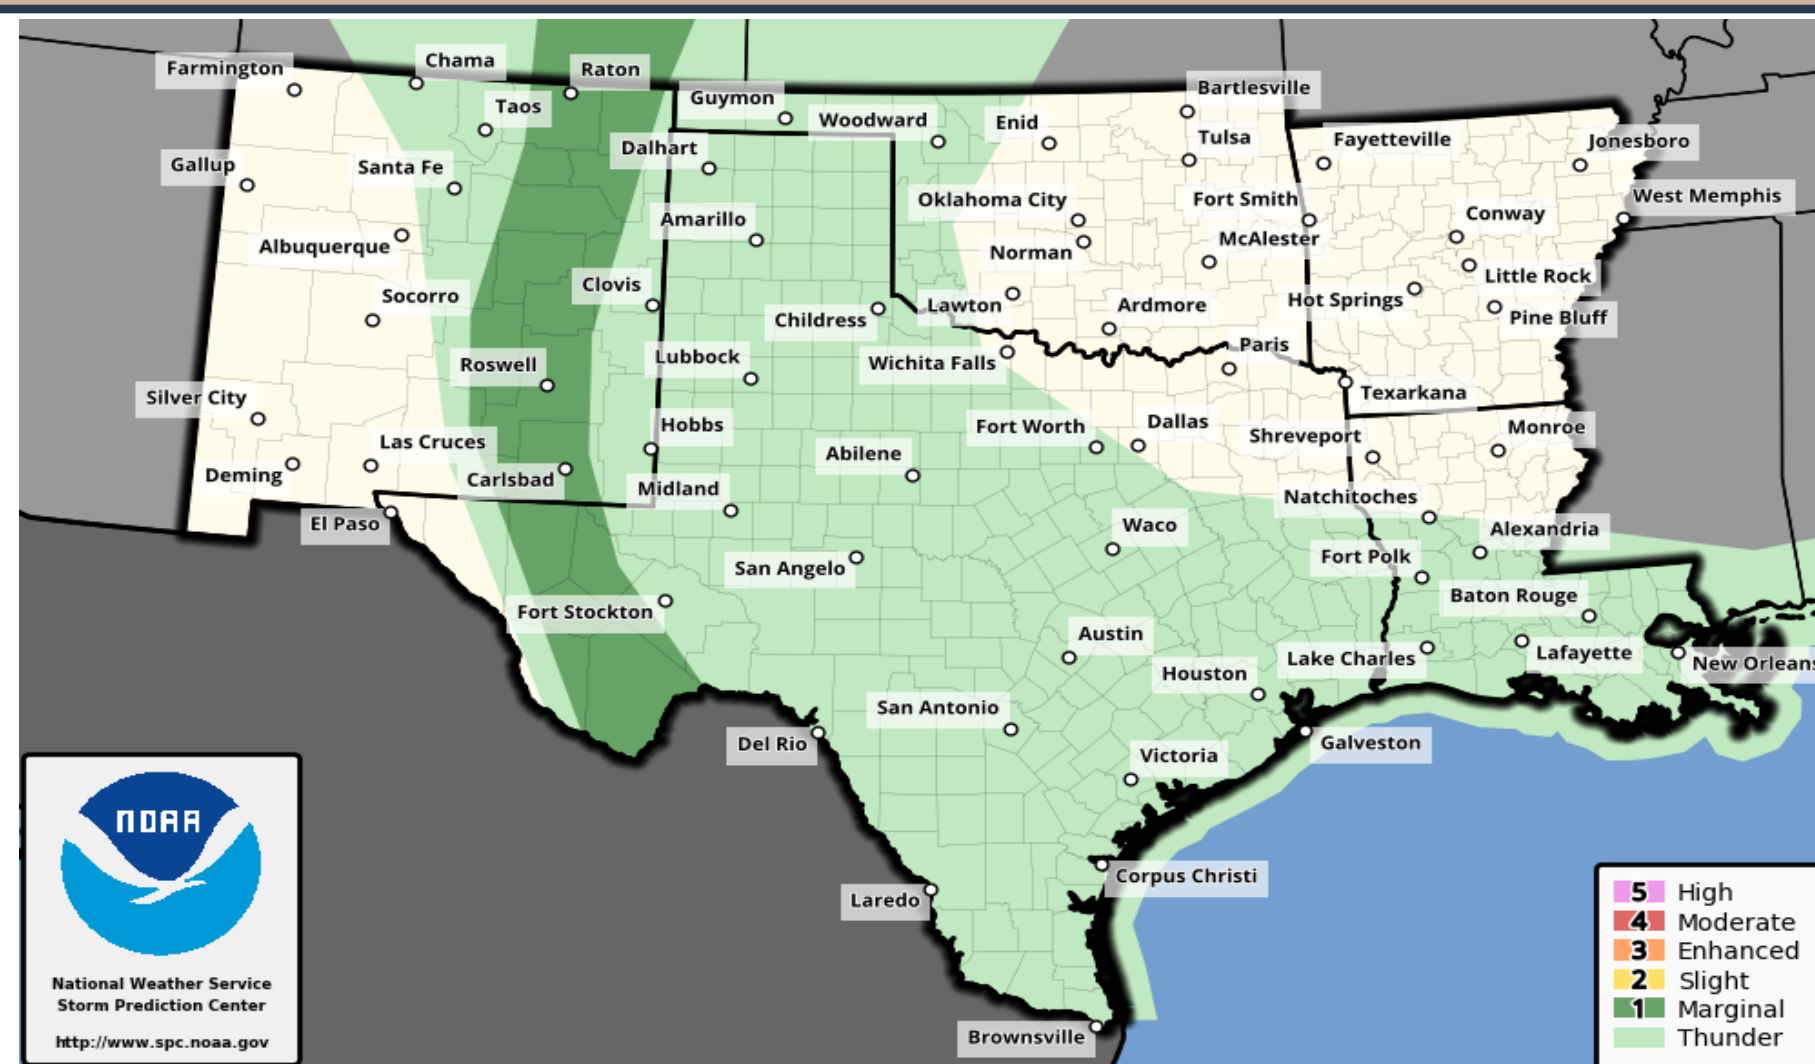 Farmington
Chama
Raton
Taos
Guymon
Woodward
Enid
Bartlesville
Tulsa
Fayetteville
Jonesboro
Gallup
Santa Fe
Dalhart
Oklahoma City
Fort Smith
West Memphis
Albuquerque
Amarillo
Norman
McAlester
Conway
Socorro
Clovis
Childress
Lawton
Ardmore
Hot Springs
Little Rock
Pine Bluff
Roswell
Lubbock
Wichita Falls
Paris
Texarkana
Silver City
Las Cruces
Hobbs
Abilene
Fort Worth
Dallas
Shreveport
Monroe
Deming
Carlsbad
Midland
Natchitoches
El Paso
San Angelo
Waco
Fort Polk
Alexandria
Fort Stockton
Austin
Baton Rouge
Houston
Lake Charles
Lafayette
New Orleans
Del Rio
San Antonio
Victoria
Galveston
Laredo
Corpus Christi
Brownsville
NOAA
National Weather Service
Storm Prediction Center
http://www.spc.noaa.gov
5 High
4 Moderate
3 Enhanced
2 Slight
1 Marginal
Thunder